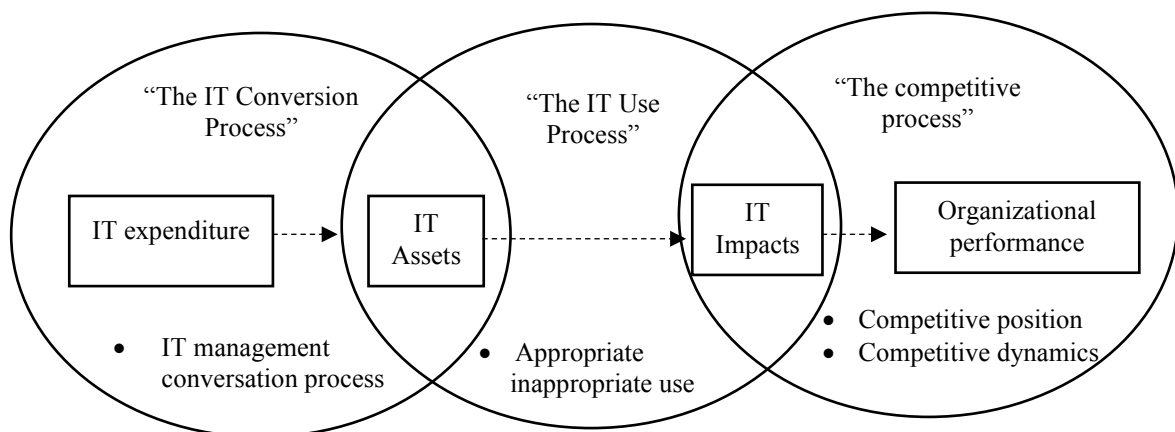 “The IT Conversion
Process”
“The IT Use
Process”
“The competitive
process”
IT expenditure
IT
Assets
IT
Impacts
Organizational
performance
• IT management
conversation process
• Appropriate
inappropriate use
• Competitive position
• Competitive dynamics